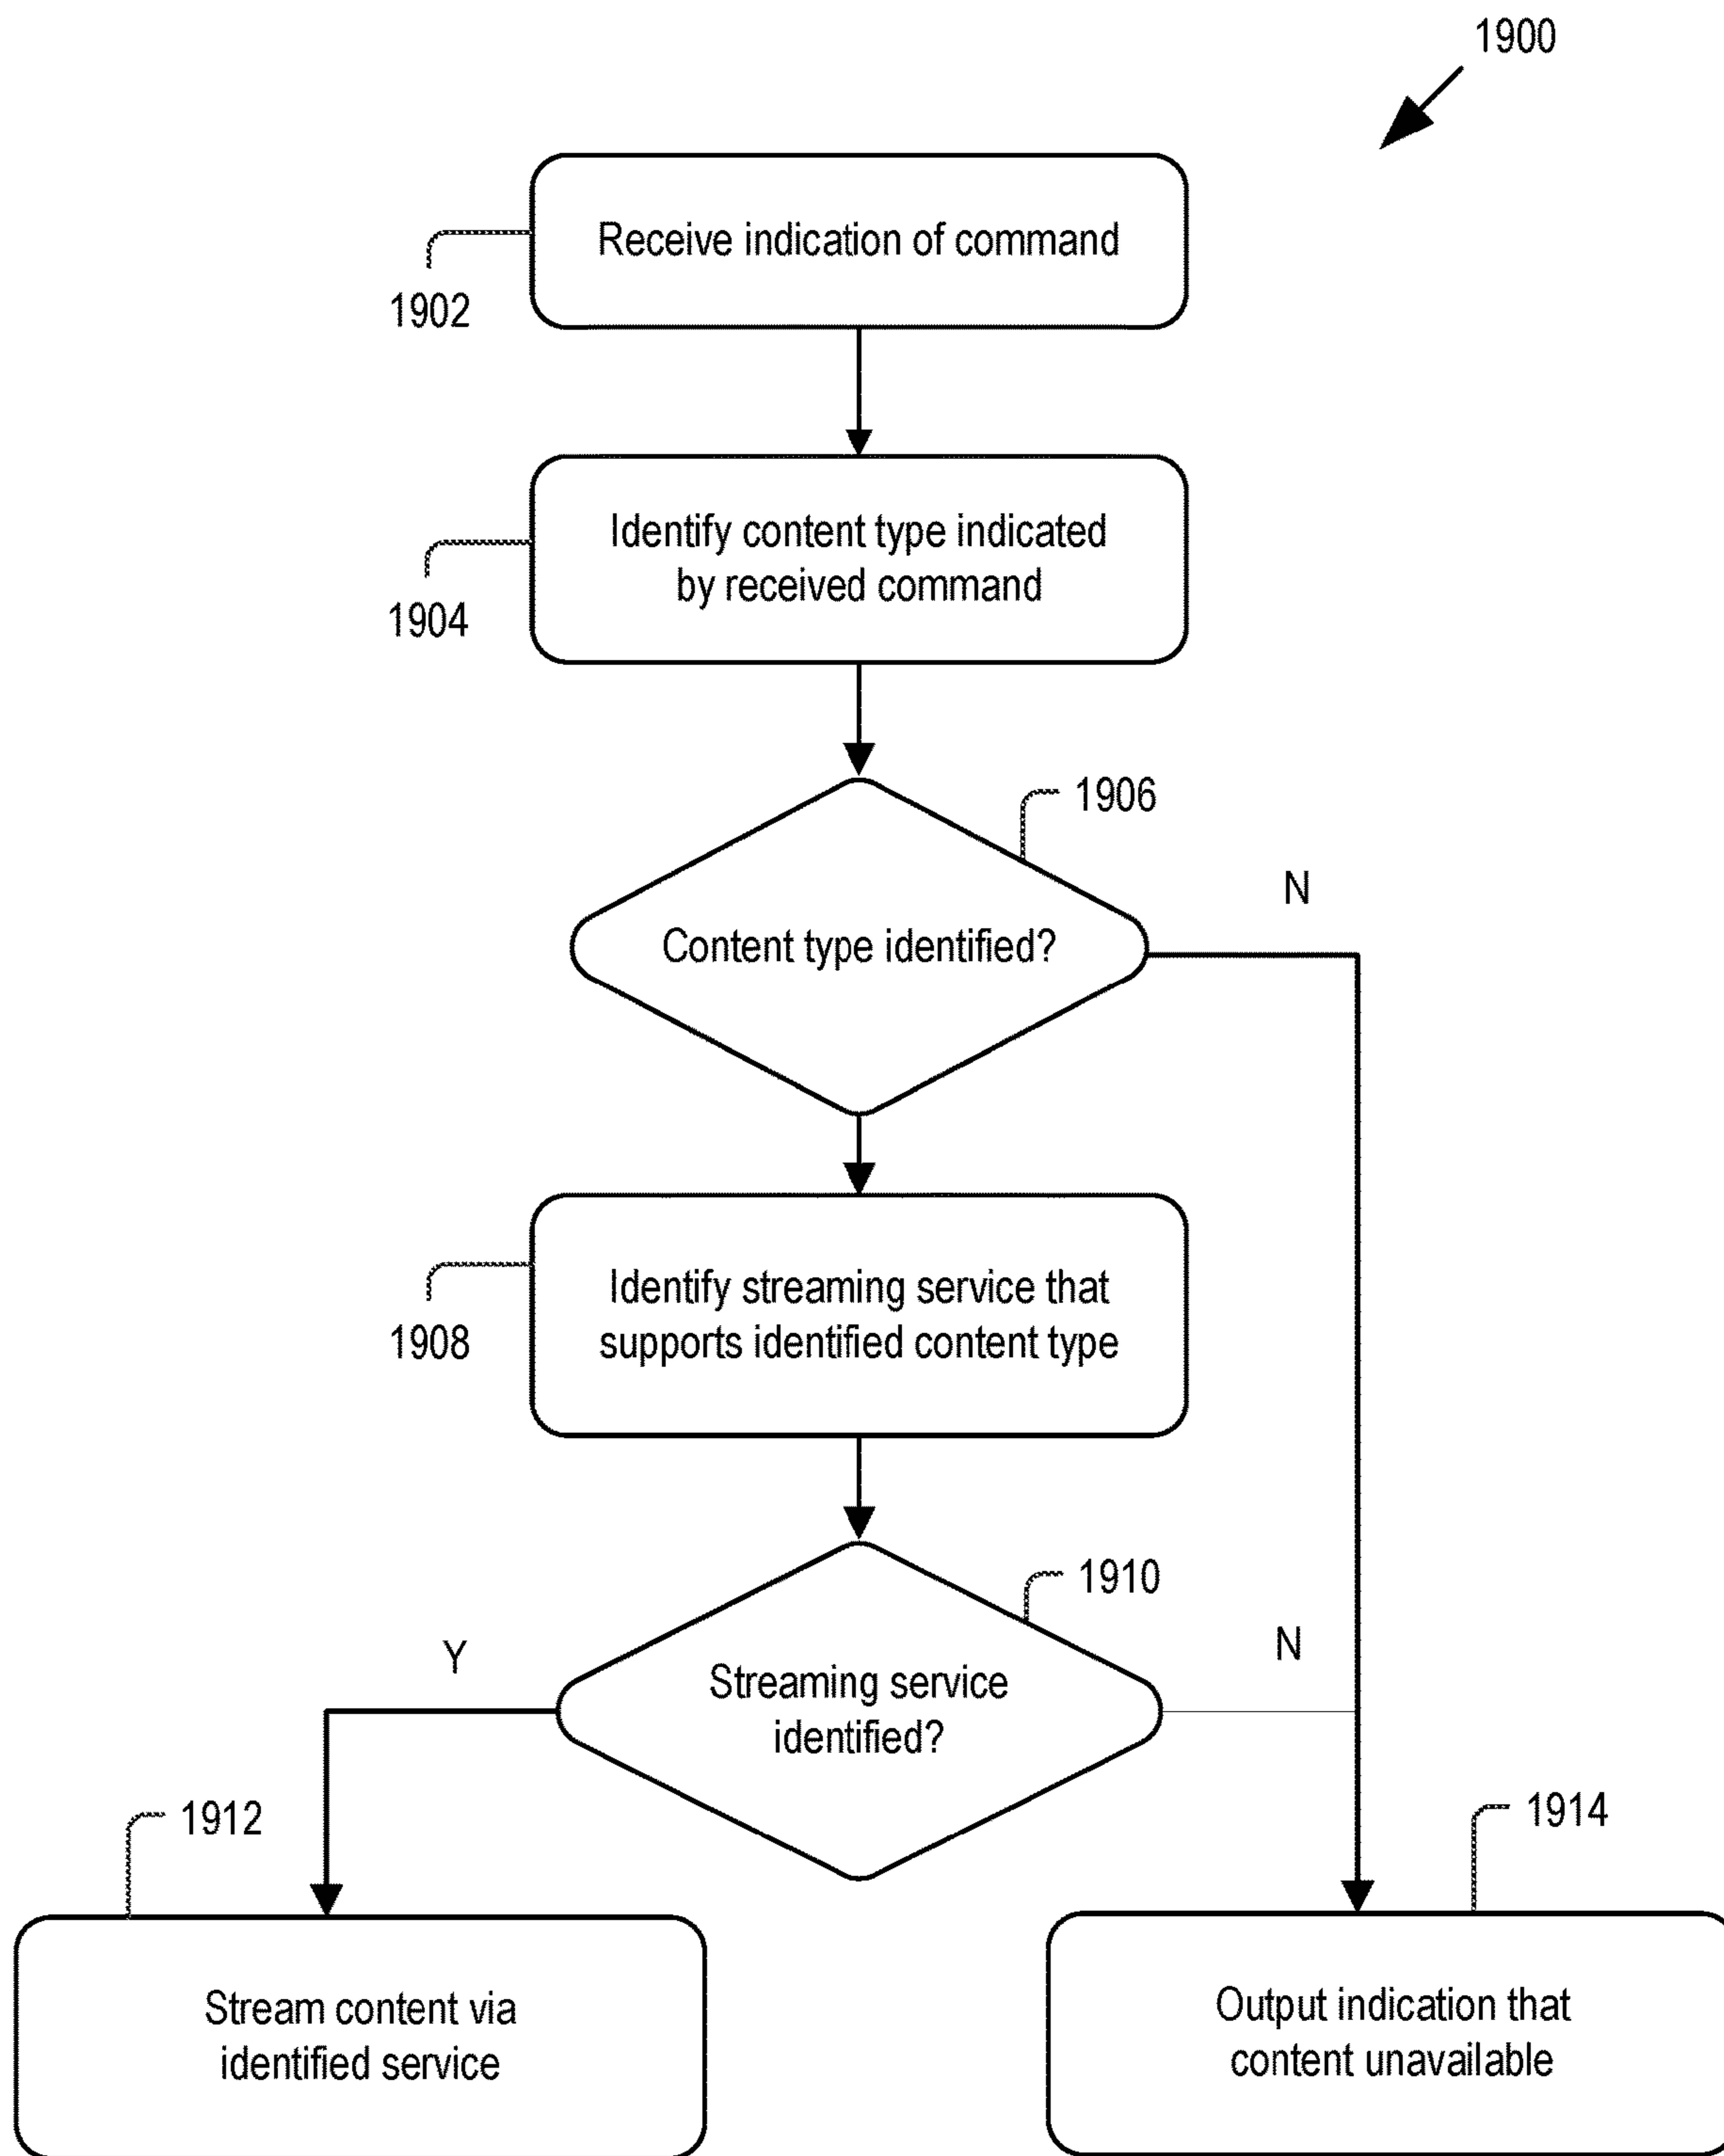 1900
Receive indication of command
1902
Identify content type indicated
by received command
1904
1906
N
Content type identified?
Identify streaming service that
supports identified content type
1908
1910
Y
N
Streaming service
identified?
1912
1914
Stream content via
identified service
Output indication that
content unavailable